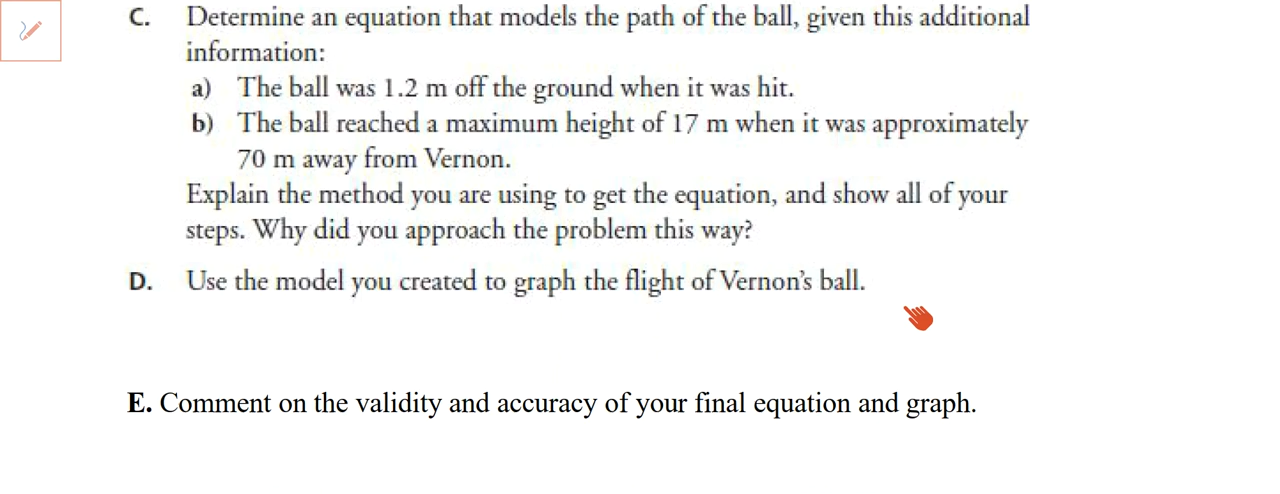 C. Determine an equation that models the path of the ball, given this additional
information:
a) The ball was 1.2 m off the ground when it was hit.
b) The ball reached a maximum height of 17 m when it was approximately
70 m away from Vernon.
Explain the method you are using to get the equation, and show all of your
steps. Why did you approach the problem this way?
D. Use the model you created to graph the flight of Vernon’s ball.
E. Comment on the validity and accuracy of your final equation and graph.